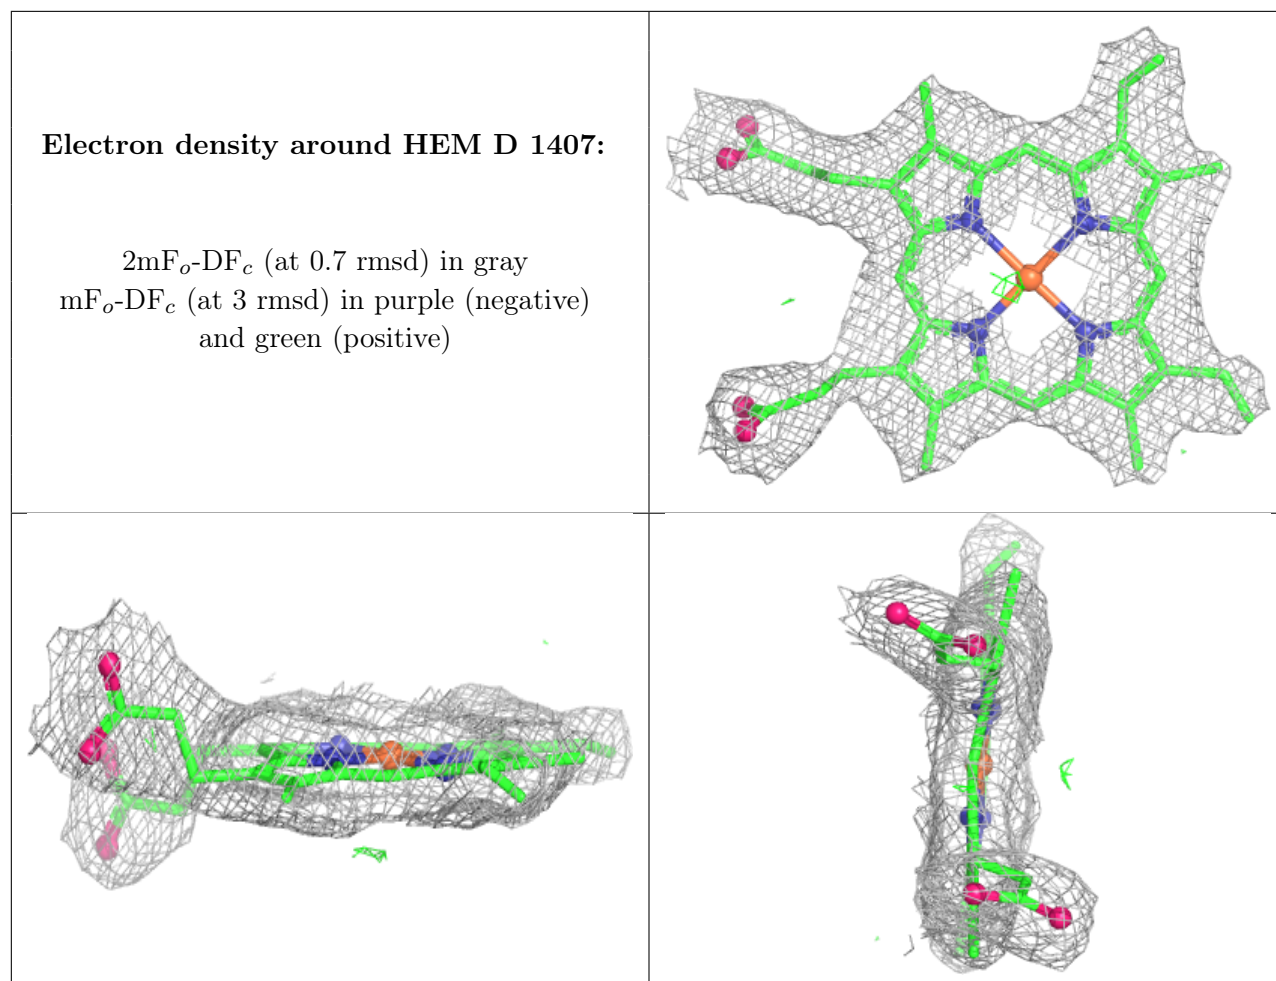 Electron density around HEM D 1407:
2mFo-DFc (at 0.7 rmsd) in gray
mFo-DFc (at 3 rmsd) in purple (negative)
and green (positive)